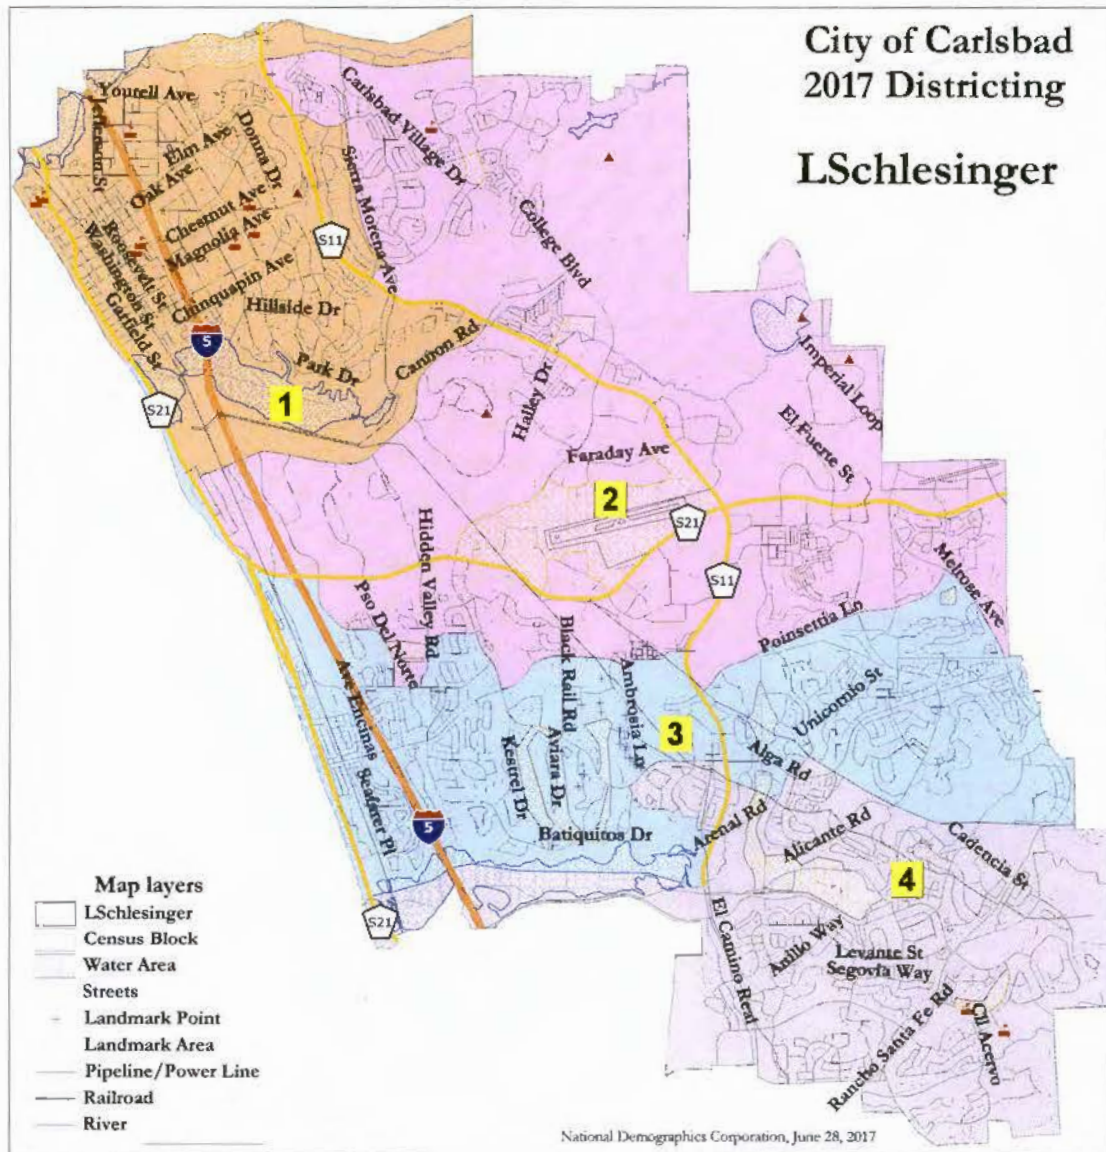 City of Carlsbad
2017 Districting
LSchlesinger
Yourell Ave
Jefferson St
Elm Ave
Donna Dr
Oak Ave
Carlsbad Village Dr
Sierra Morena Ave
Chestnut Ave
Magnolia Ave
College Blvd
S11
Roosevelt St
Washington St
Garfield St
Chinquapin Ave
Hillside Dr
5
Park Dr
Cannon Rd
Imperial Loop
S21
1
Halley Dr
El Fuerte St
Faraday Ave
2
S21
Hidden Valley Rd
S11
Melrose Ave
Pso Del Norte
Poinsettia Ln
Black Rail Rd
Ambrosia Ln
Unicornio St
Ave Encinas
3
Aviara Dr
Kestrel Dr
Alga Rd
Seafarer Pl
5
Batiquitos Dr
Arenal Rd
Alicante Rd
Cadencia St
4
S21
El Camino Real
Anillo Way
Levante St
Segovia Way
Rancho Santa Fe Rd
Cll Acervo
Map layers
LSchlesinger
Census Block
Water Area
Streets
Landmark Point
Landmark Area
Pipeline/Power Line
Railroad
River
National Demographics Corporation, June 28, 2017